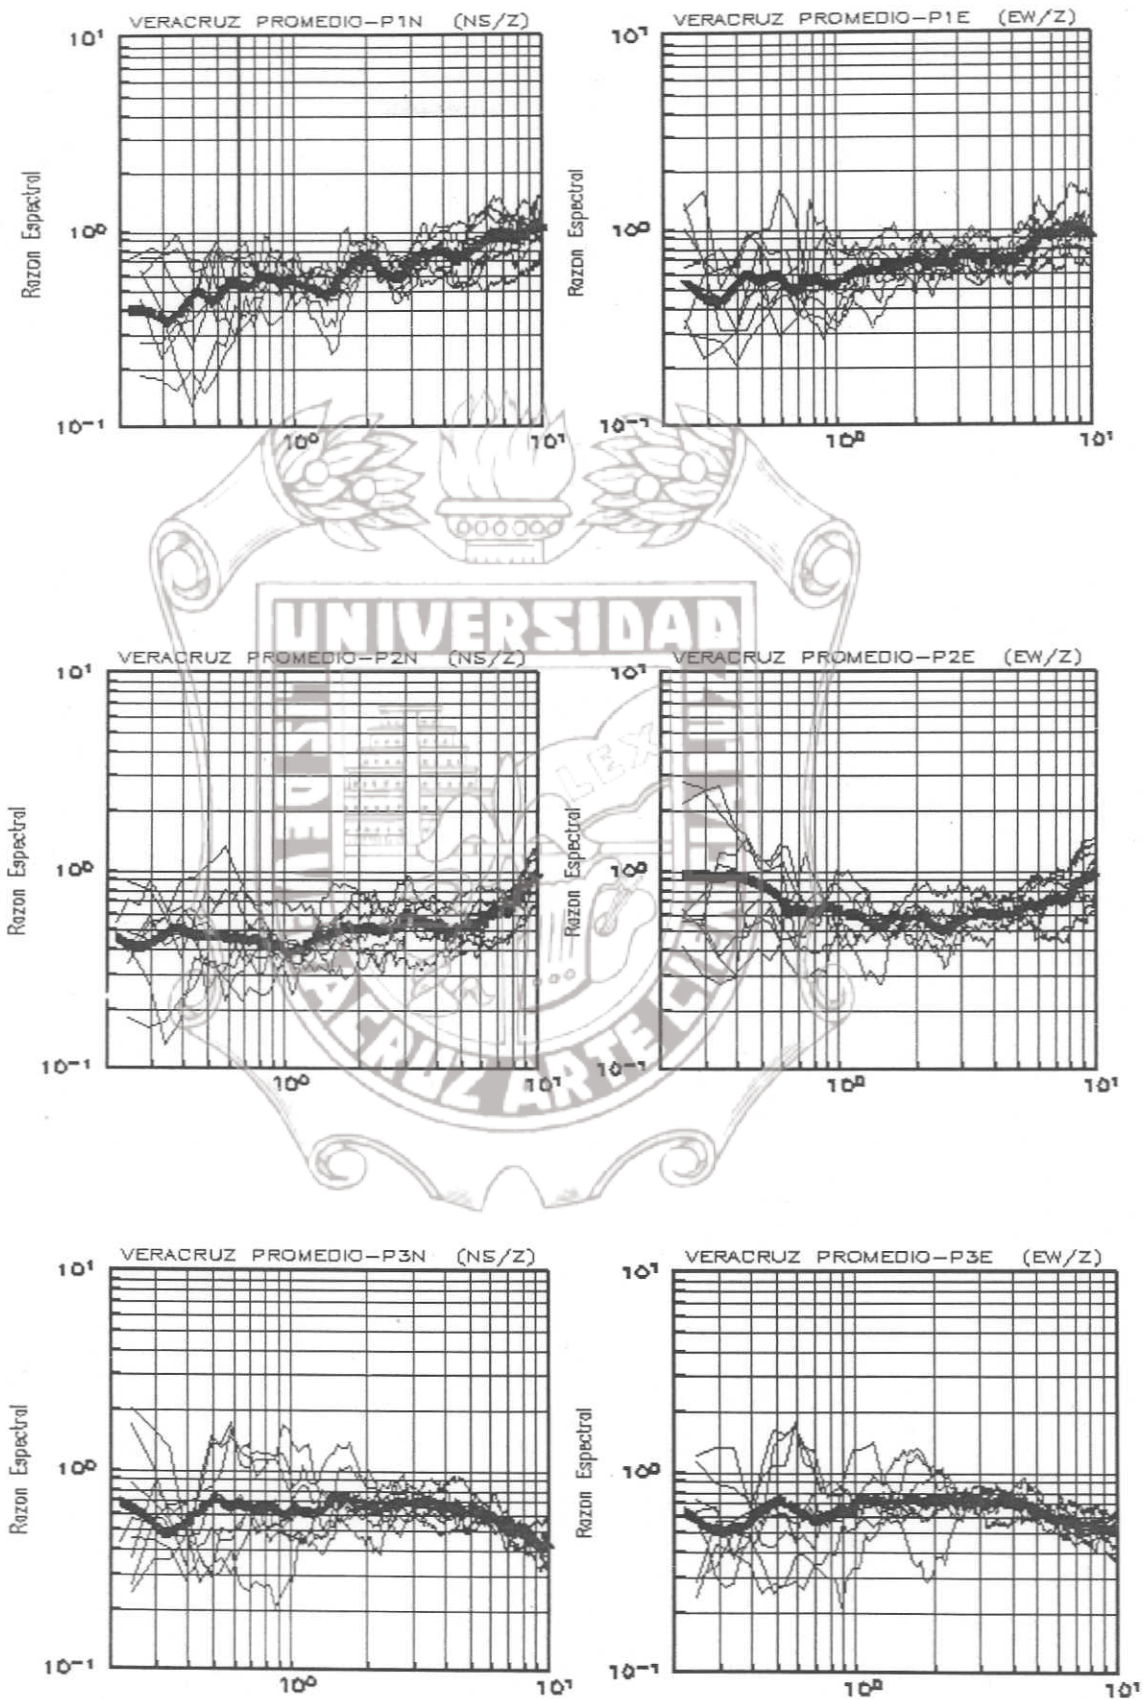 VERACRUZ PROMEDIO-P1N (NS/Z)
10¹
Razon Espectral
10⁰
10⁻¹
10⁰
10¹
VERACRUZ PROMEDIO-P1E (EW/Z)
10¹
Razon Espectral
10⁰
10⁻¹
10⁰
10¹
UNIVERSIDAD
LEX
VERACRUZ PROMEDIO-P2N (NS/Z)
10¹
Razon Espectral
10⁰
10⁻¹
10⁰
10¹
VERACRUZ PROMEDIO-P2E (EW/Z)
10¹
Razon Espectral
10⁰
10⁻¹
10⁰
10¹
ACRUZ ARTE CIE
VERACRUZ PROMEDIO-P3N (NS/Z)
10¹
Razon Espectral
10⁰
10⁻¹
10⁰
10¹
VERACRUZ PROMEDIO-P3E (EW/Z)
10¹
Razon Espectral
10⁰
10⁻¹
10⁰
10¹